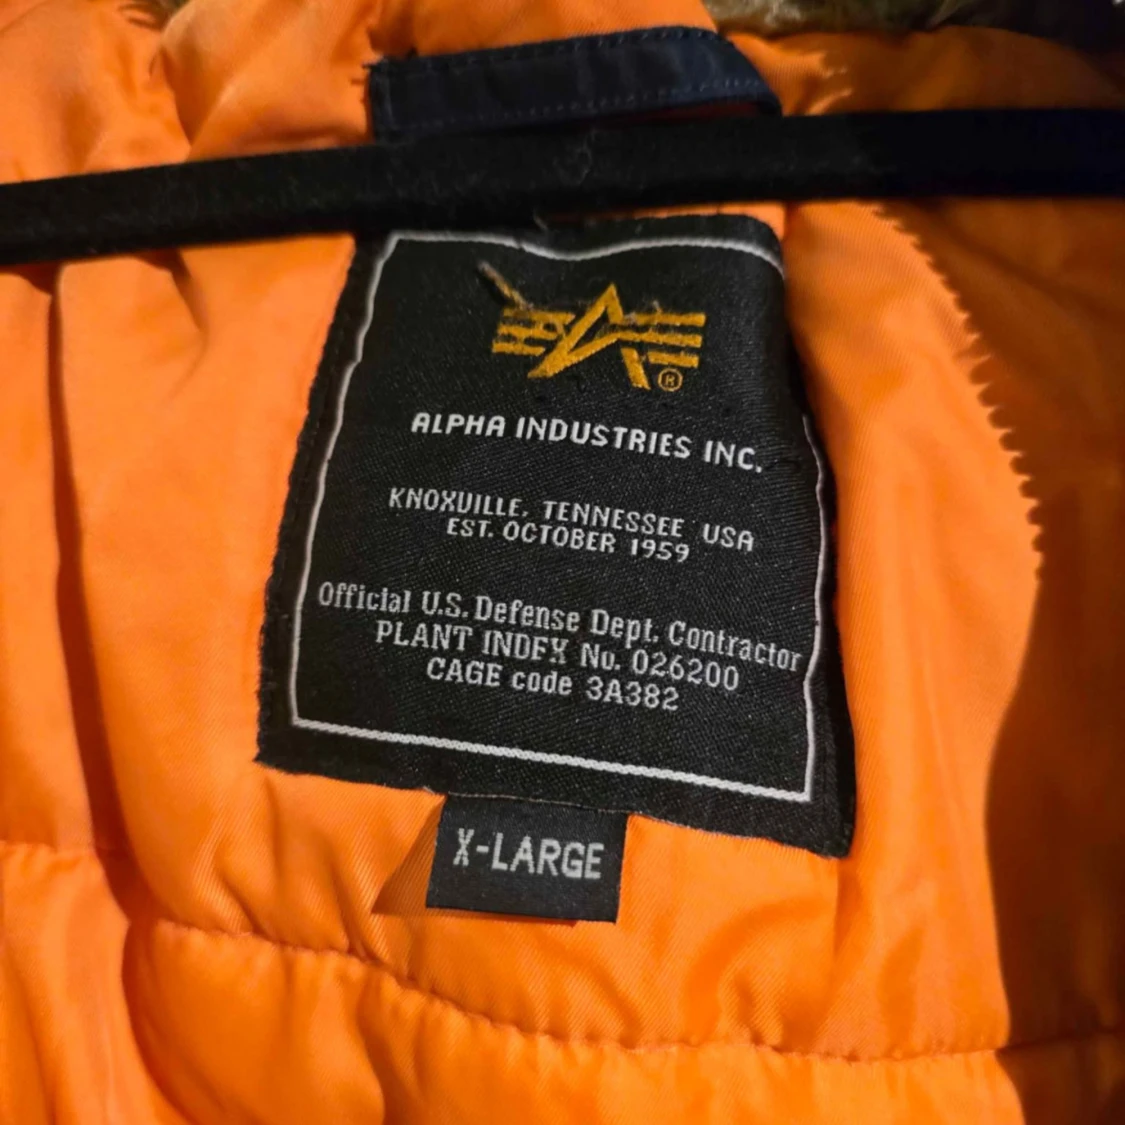 ALPHA INDUSTRIES INC.
KNOXVILLE, TENNESSEE USA
EST. OCTOBER 1959
Official U.S. Defense Dept. Contractor
PLANT INDEX No. 026200
CAGE code 3A382
X-LARGE